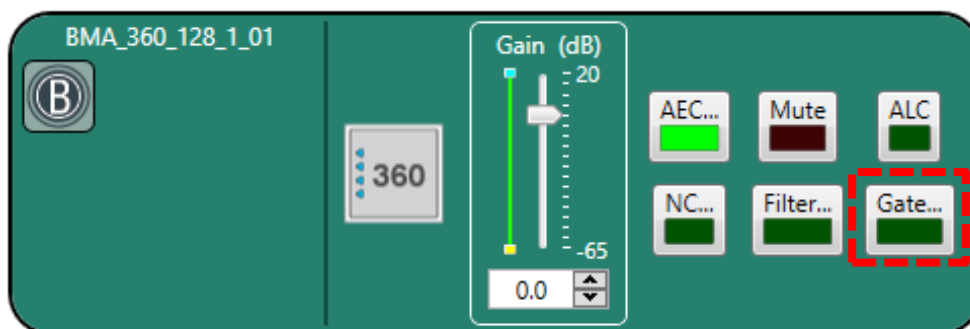 BMA_360_128_1_01
B
360
Gain (dB)
20
-65
0.0
AEC...
Mute
ALC
NC...
Filter...
Gate...